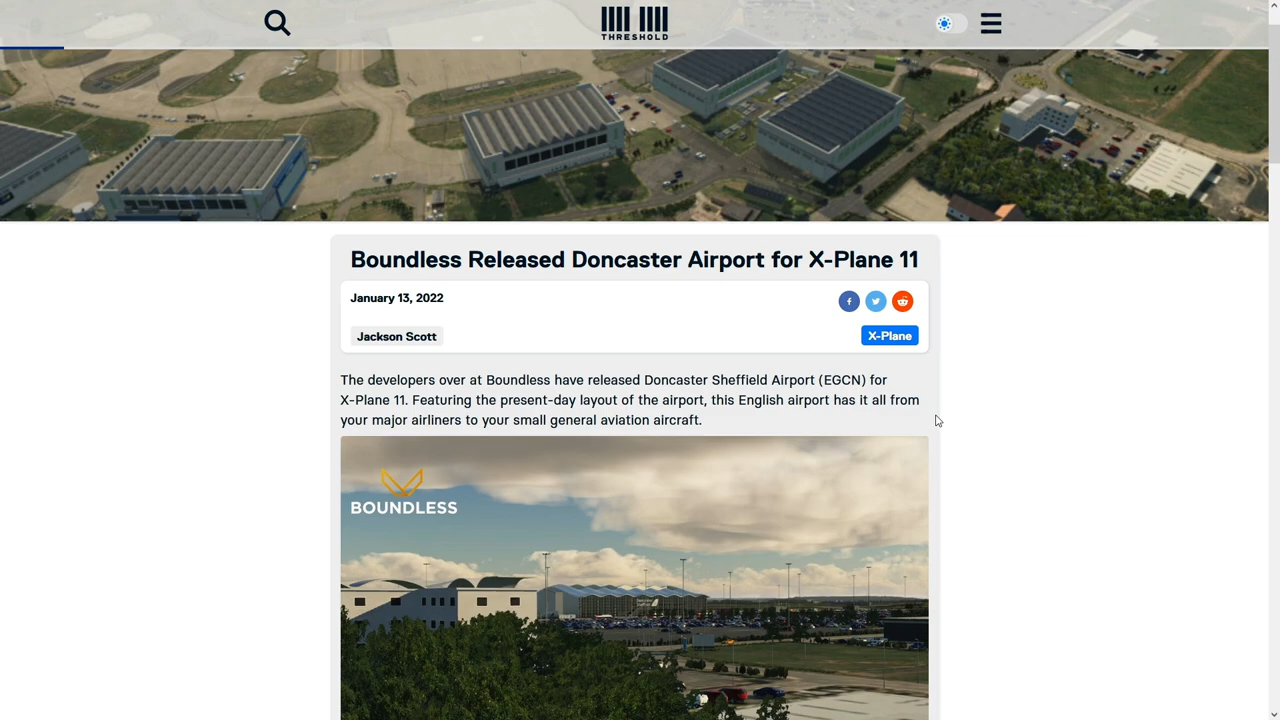 THRESHOLD
Boundless Released Doncaster Airport for X-Plane 11
January 13, 2022
Jackson Scott
X-Plane
The developers over at Boundless have released Doncaster Sheffield Airport (EGCN) for
X-Plane 11. Featuring the present-day layout of the airport, this English airport has it all from
your major airliners to your small general aviation aircraft.
BOUNDLESS